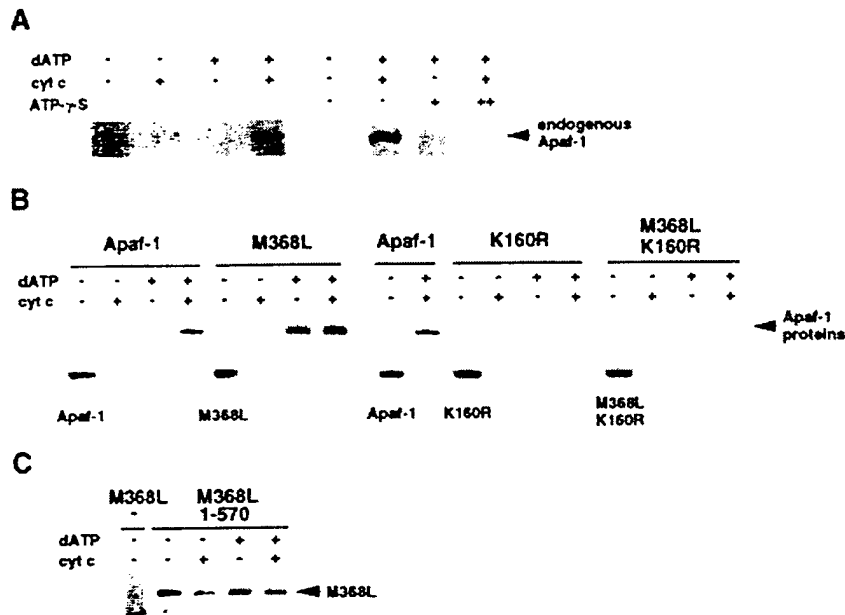 A
dATP - - + + - + + +
cyt c - + - + - + - +
ATP-γS - - + ++
endogenous
Apaf-1
B
Apaf-1 M368L Apaf-1 K160R M368L
K160R
dATP - - + + - - + + - + - - + + - - + +
cyt c - + - + - + - + - + - + - + - + - +
Apaf-1
proteins
Apaf-1 M368L Apaf-1 K160R M368L
K160R
C
M368L M368L
1-570
dATP - - - + +
cyt c - - + - +
M368L